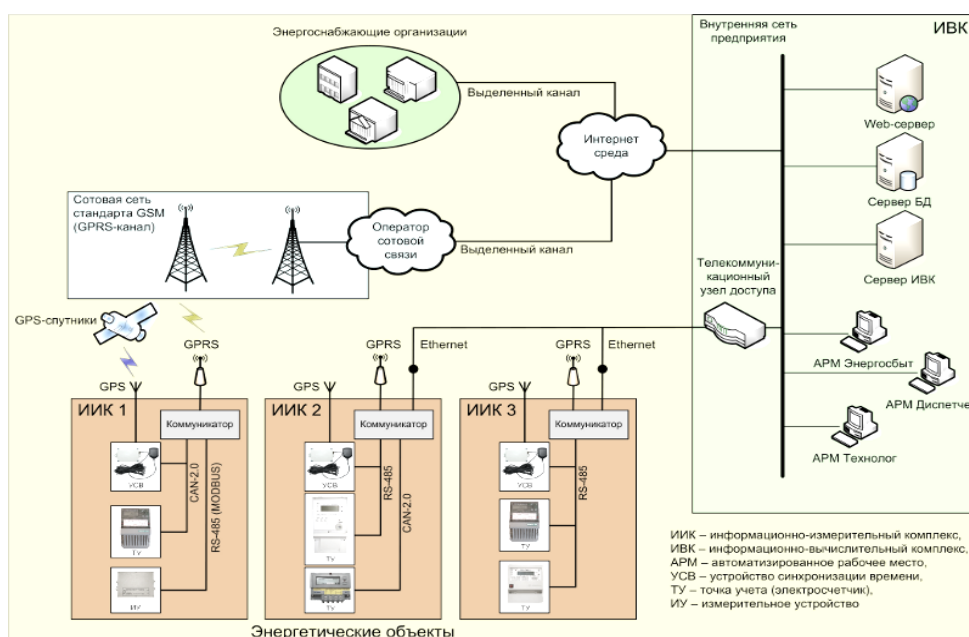 Энергоснабжающие организации
Внутренняя сеть
предприятия
ИВК
Выделенный канал
Web-сервер
Интернет
среда
Сотовая сеть
стандарта GSM
(GPRS-канал)
Сервер БД
Оператор
сотовой
связи
Выделенный канал
Телекоммуни-
кационный
узел доступа
Сервер ИВК
GPS-спутники
GPRS
GPRS
Ethernet
GPRS
Ethernet
АРМ Энергосбыт
GPS
GPS
GPS
АРМ Диспетче
ИИК 1
Коммуникатор
ИИК 2
Коммуникатор
ИИК 3
Коммуникатор
АРМ Технолог
УСВ
CAN-2.0
RS-485 (MODBUS)
ТУ
ИУ
УСВ
RS-485
CAN-2.0
ТУ
ТУ
УСВ
RS-485
ТУ
ТУ
ИИК – информационно-измерительный комплекс,
ИВК – информационно-вычислительный комплекс,
АРМ – автоматизированное рабочее место,
УСВ – устройство синхронизации времени,
ТУ – точка учета (электросчетчик),
ИУ – измерительное устройство
Энергетические объекты